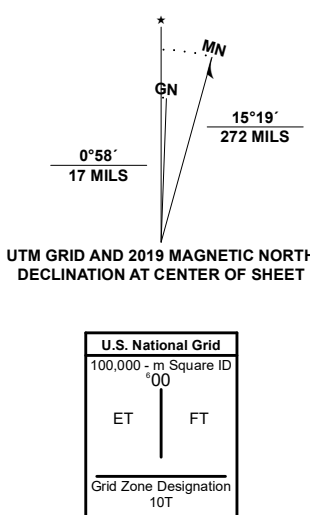 ★
MN
GN
15°19´
272 MILS
0°58´
17 MILS
UTM GRID AND 2019 MAGNETIC NORTH
DECLINATION AT CENTER OF SHEET
U.S. National Grid
100,000 - m Square ID
⁶00
ET FT
Grid Zone Designation
10T